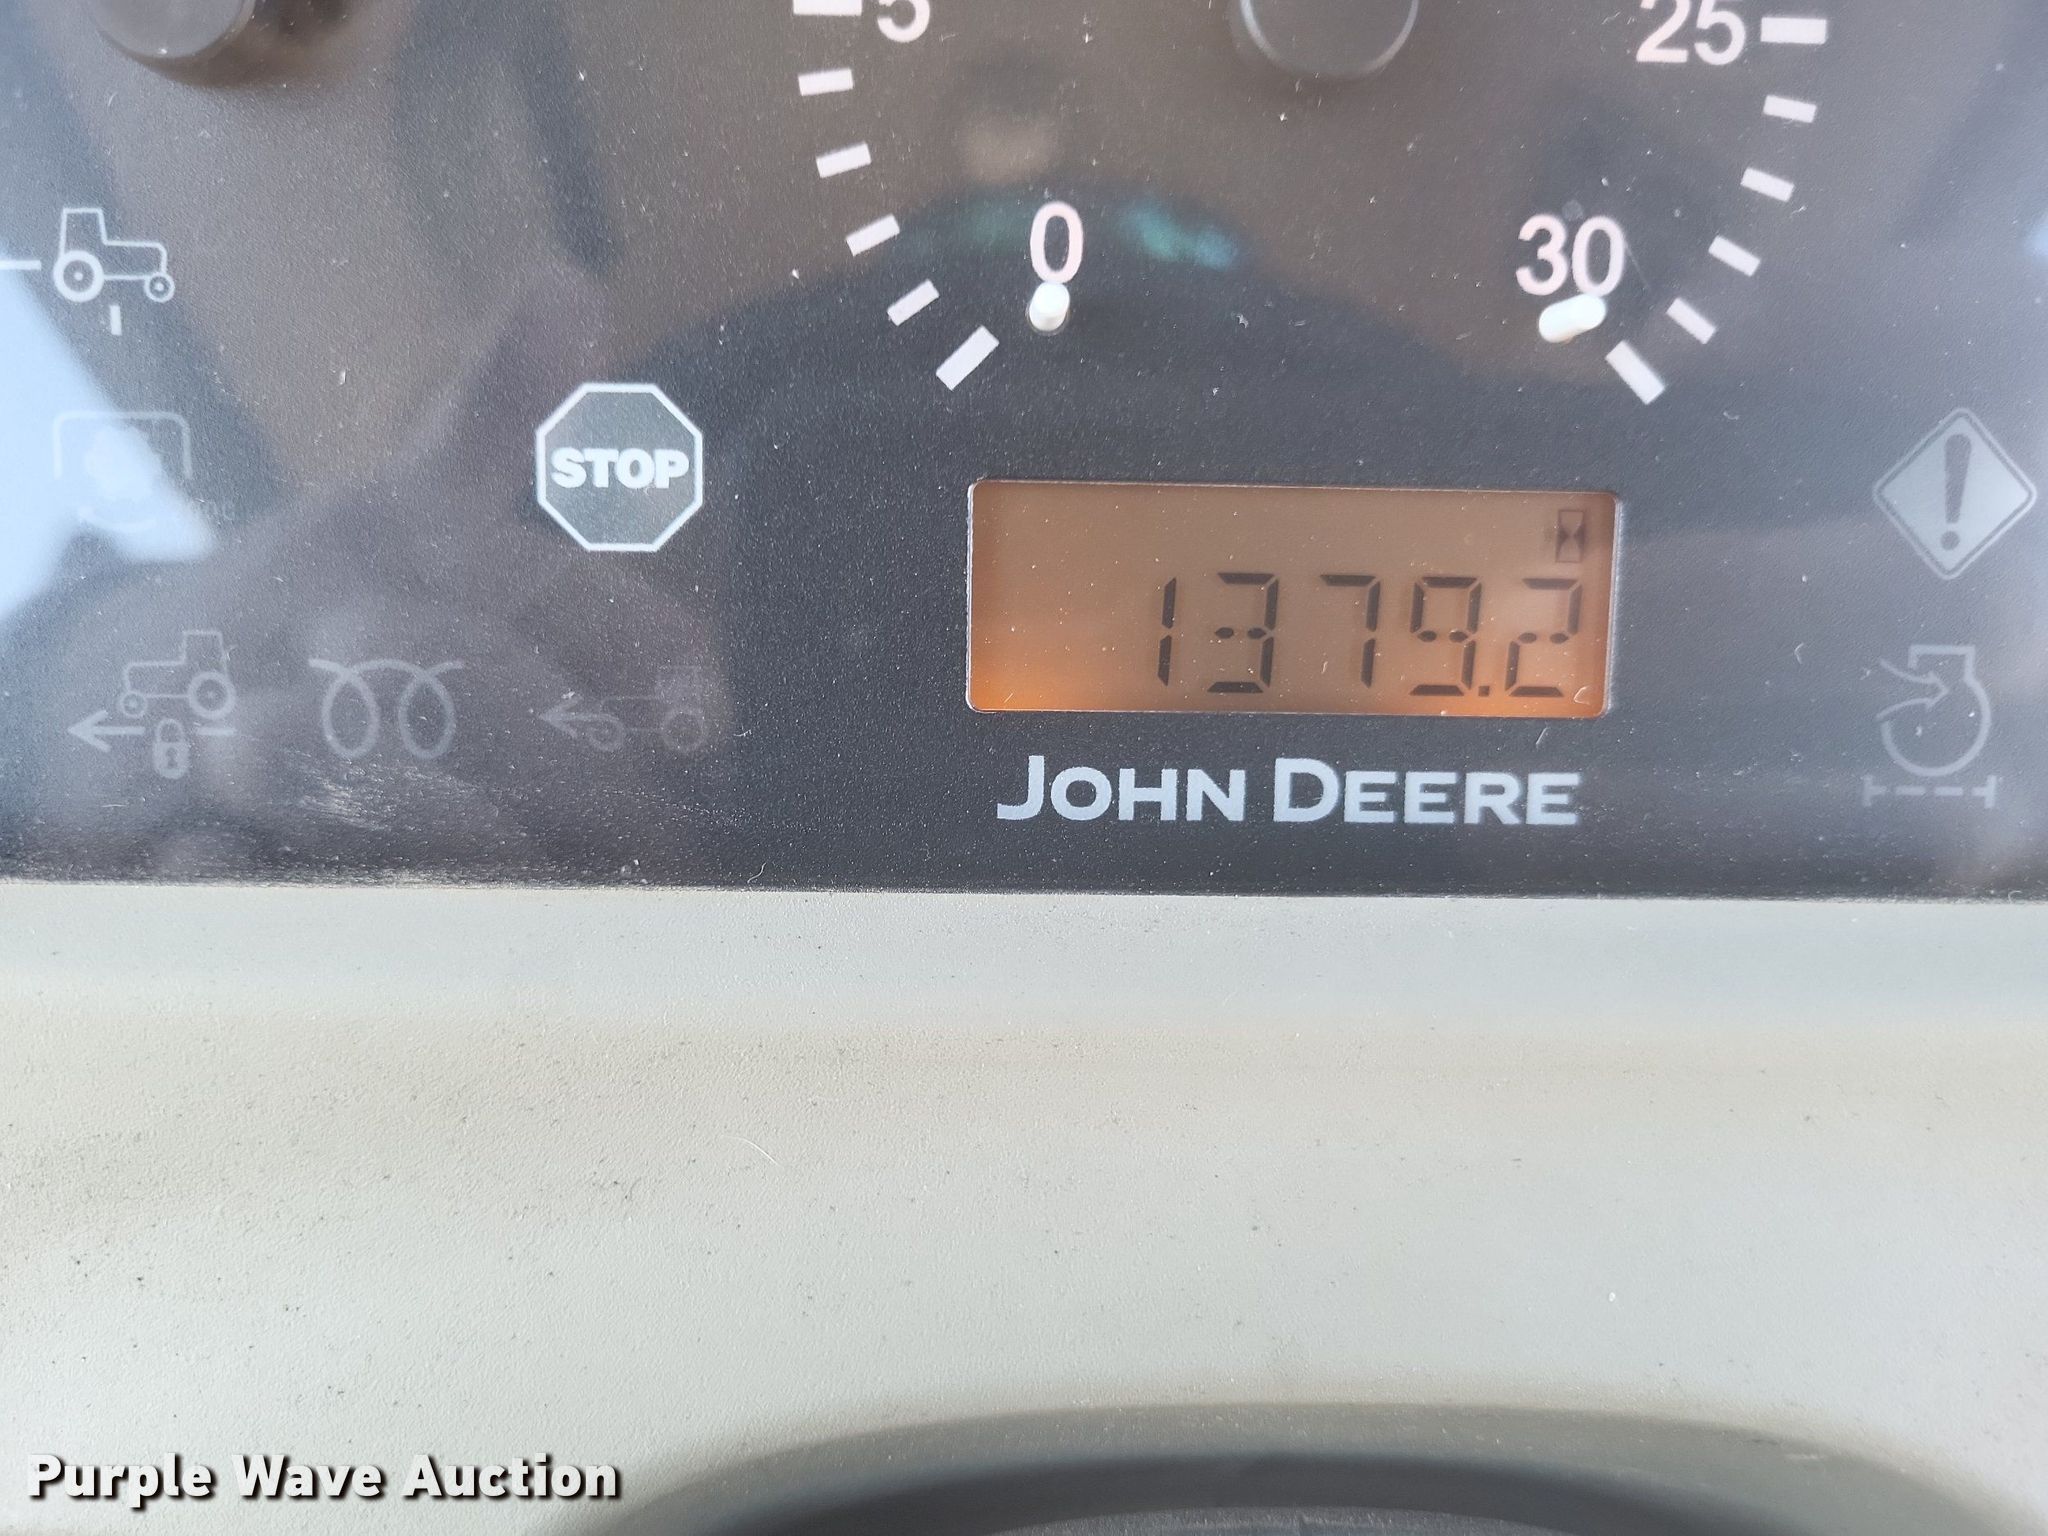 5
25
0
30
STOP
1379.2
JOHN DEERE
Purple Wave Auction